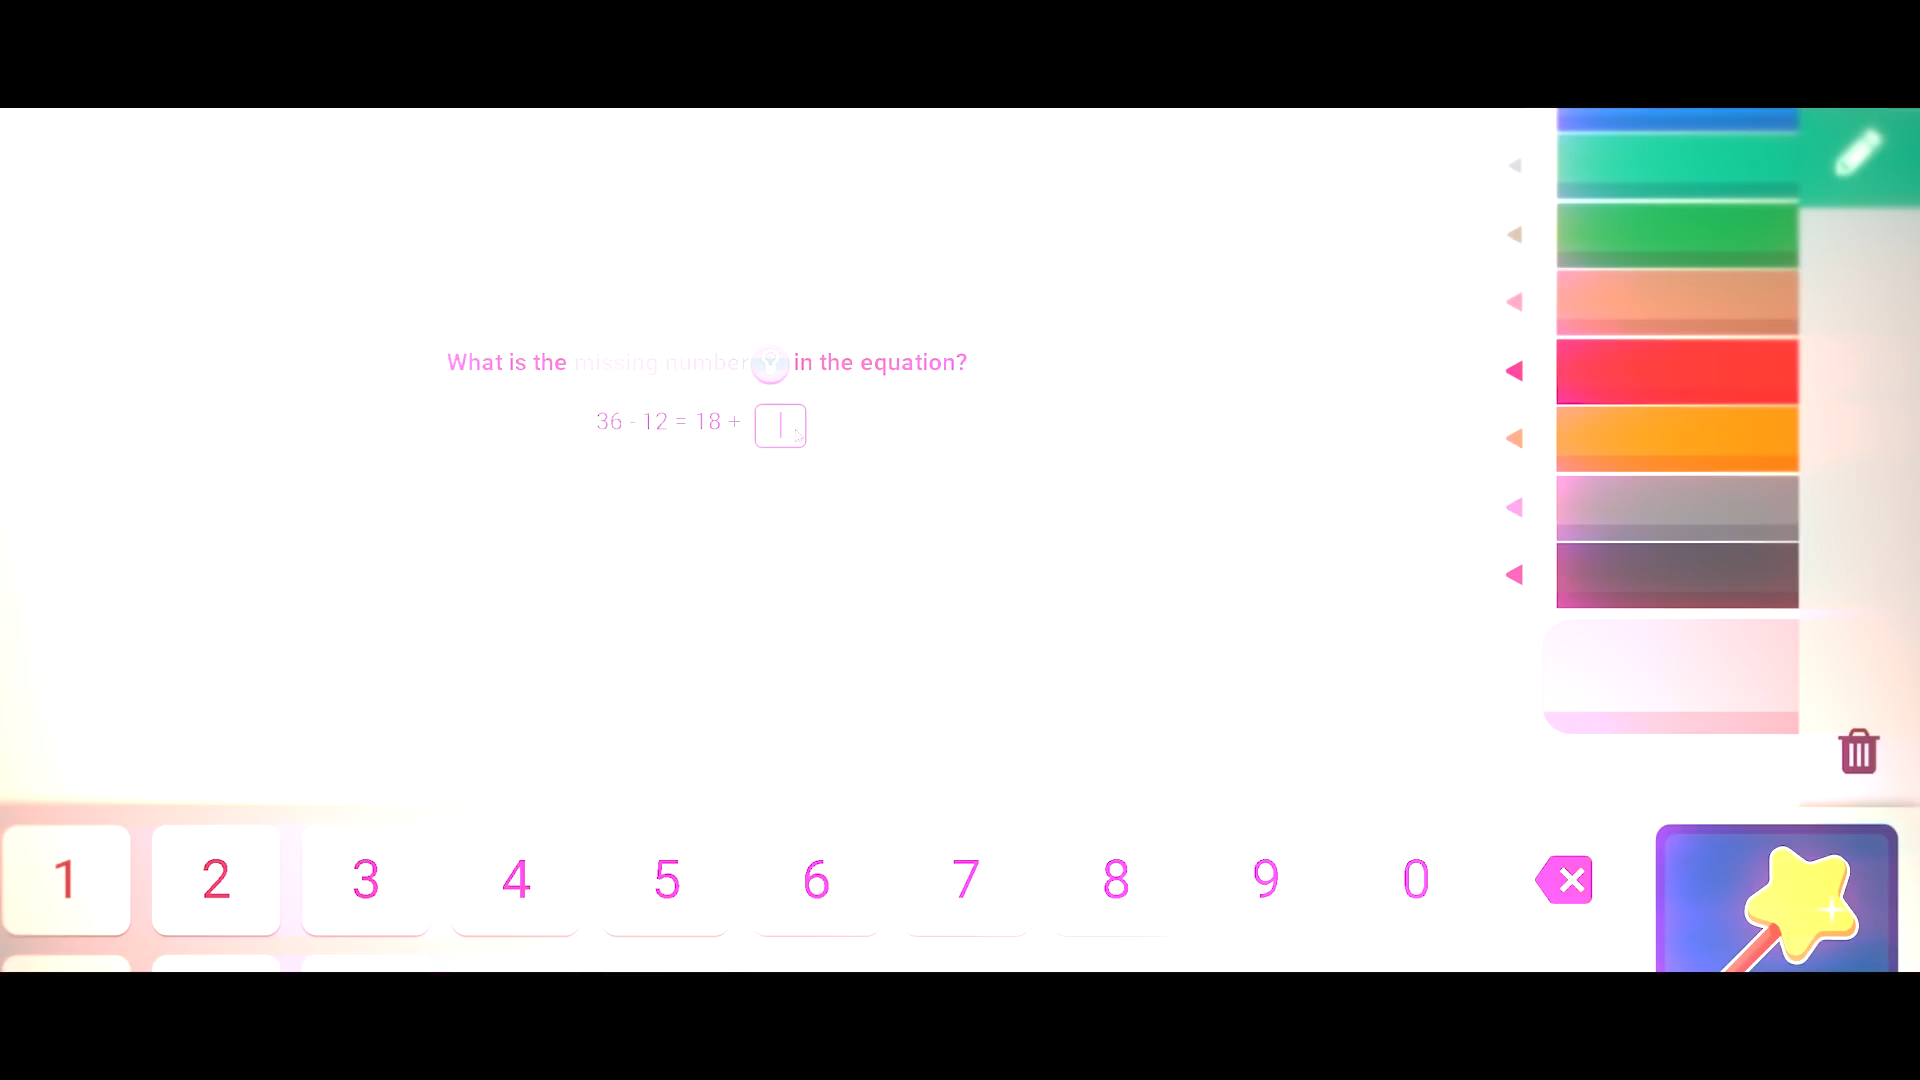 What is the missing number in the equation?
36 - 12 = 18 +
1 2 3 4 5 6 7 8 9 0